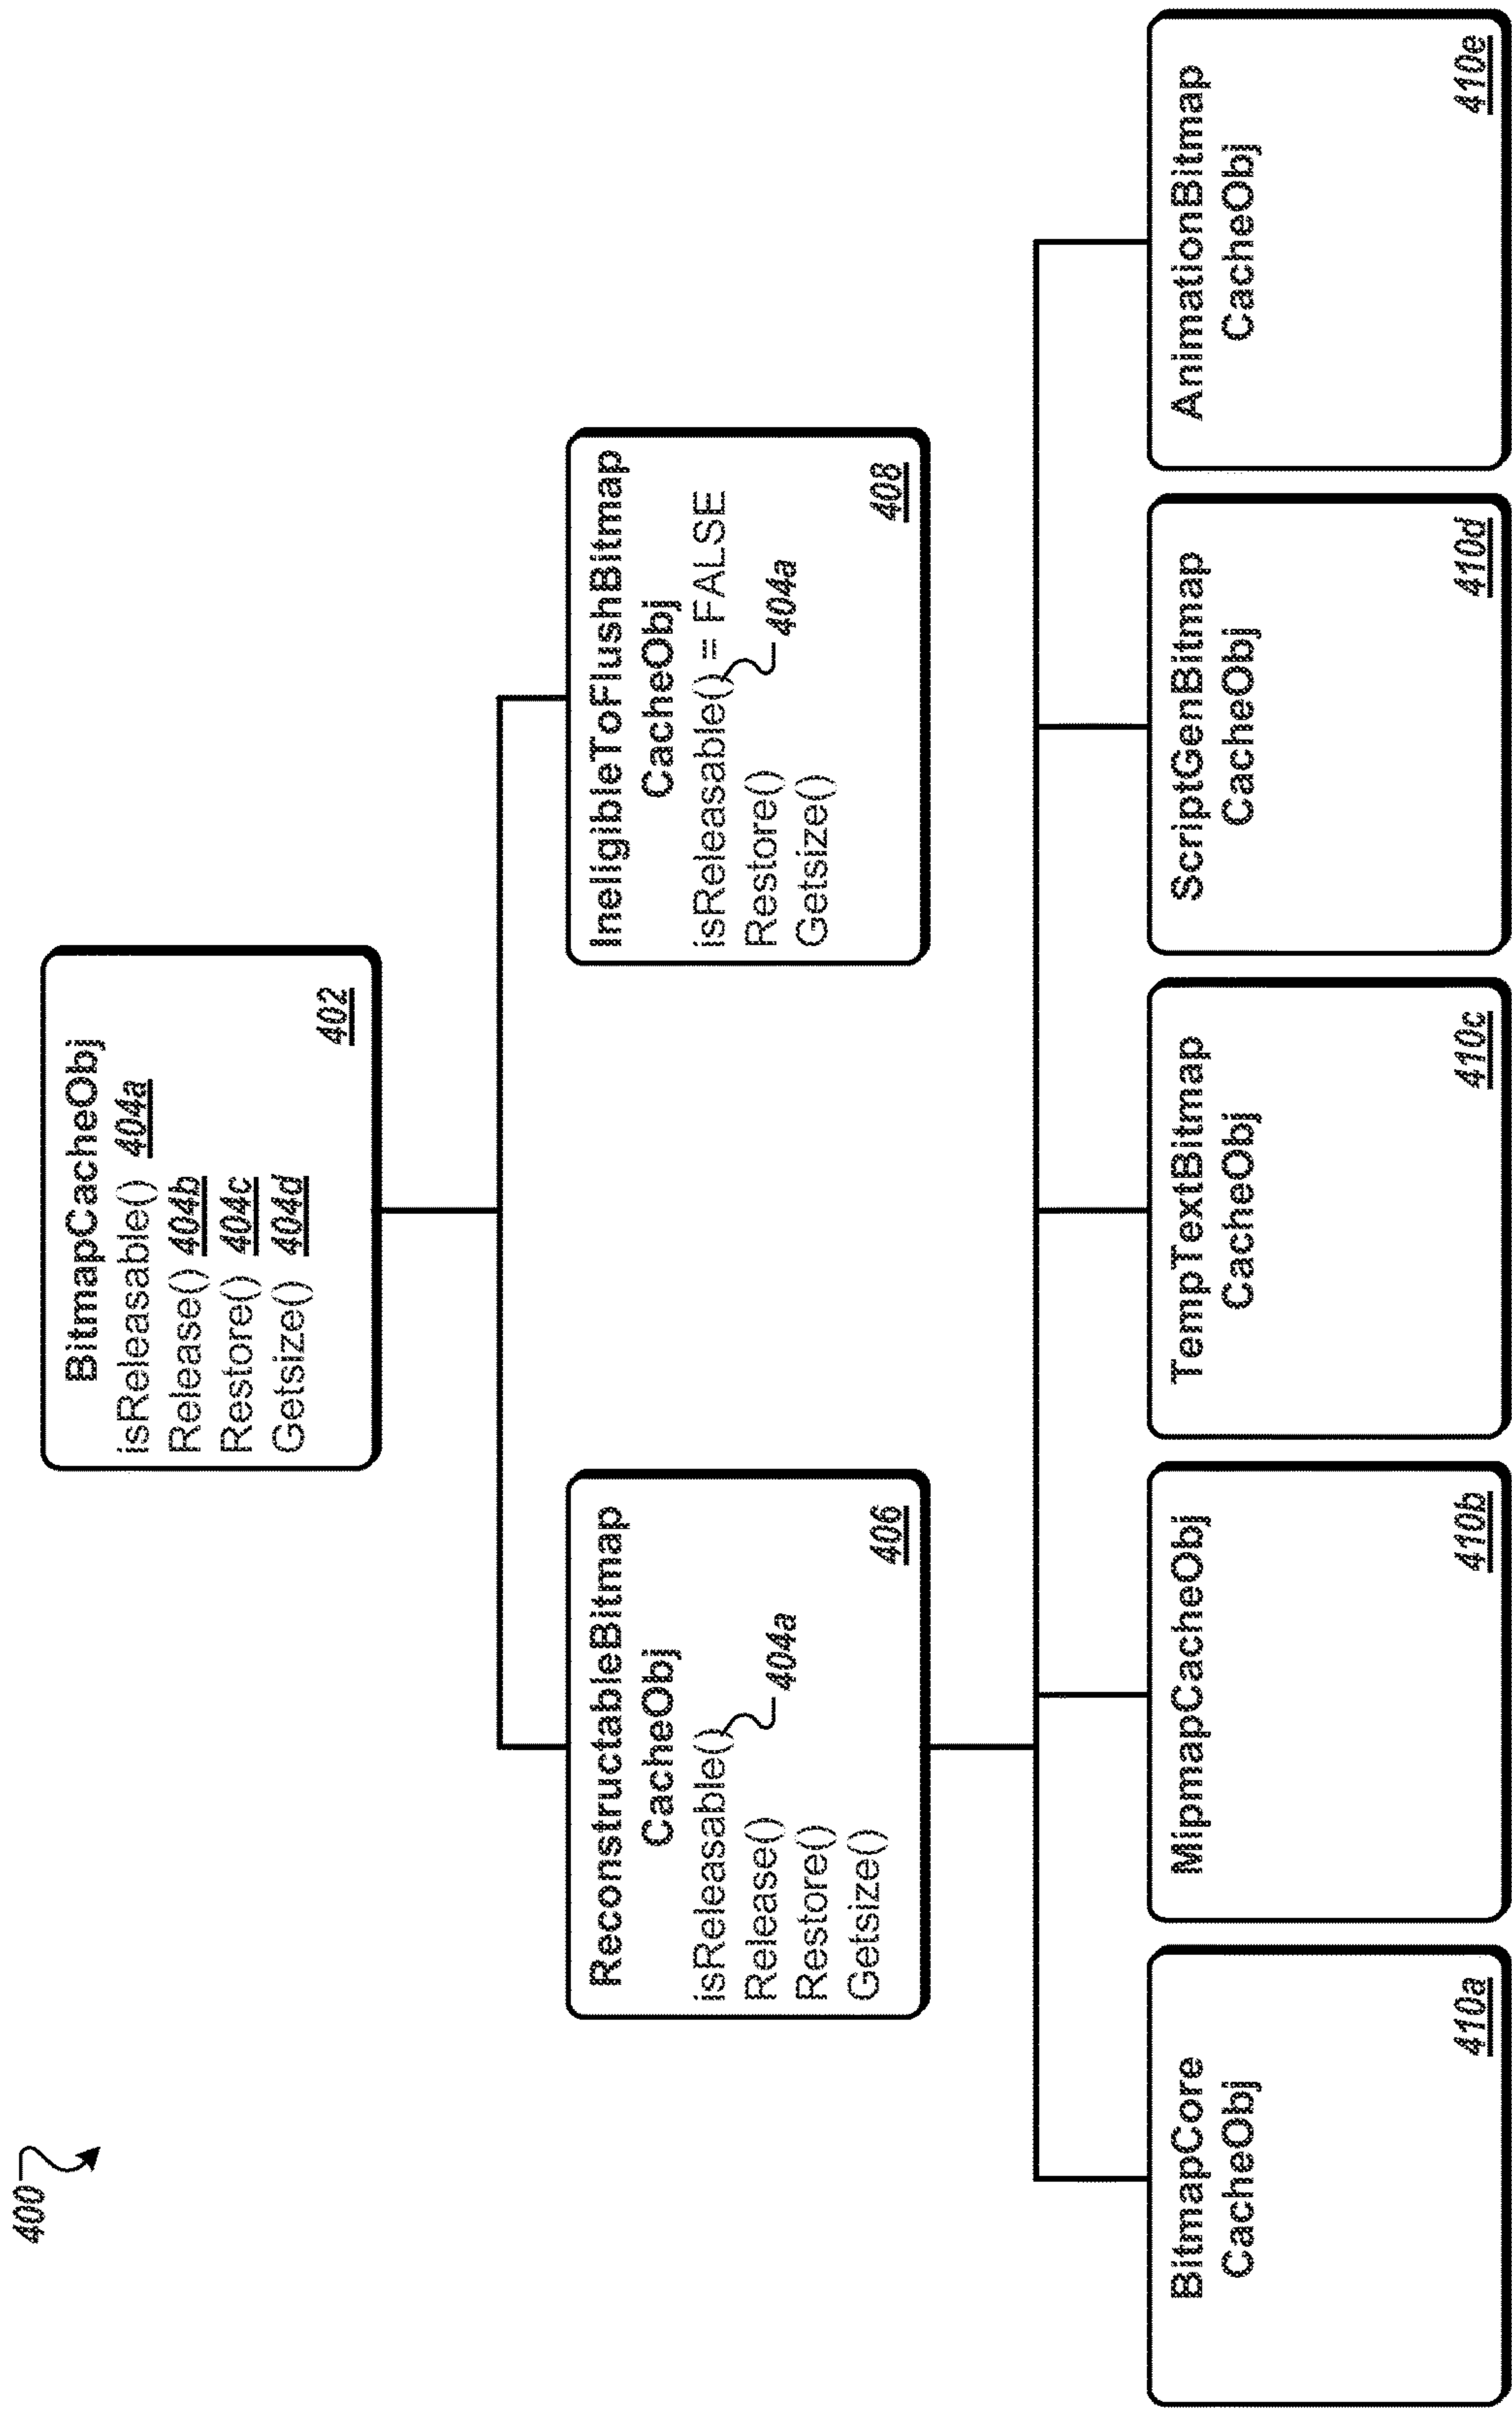 400
BitmapCacheObj
isReleasable() 404a
Release() 404b
Restore() 404c
Getsize() 404d
402
ReconstructableBitmap
CacheObj
isReleasable()
404a
Release()
Restore()
Getsize()
406
IneligibleToFlushBitmap
CacheObj
isReleasable() = FALSE
404a
Restore()
Getsize()
408
BitmapCore
CacheObj
410a
MipmapCacheObj
410b
TempTextBitmap
CacheObj
410c
ScriptGenBitmap
CacheObj
410d
AnimationBitmap
CacheObj
410e